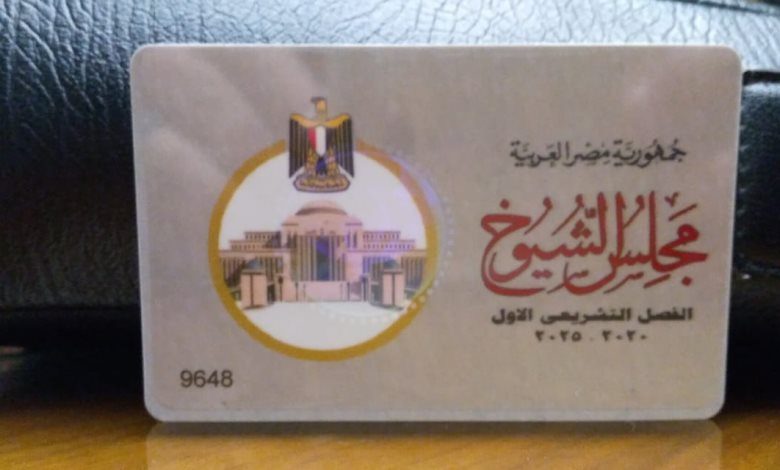 جمهورية مصر العربية
مجلس الشيوخ
الفصل التشريعى الاول
٢٠٢٠ - ٢٠٢٥
9648